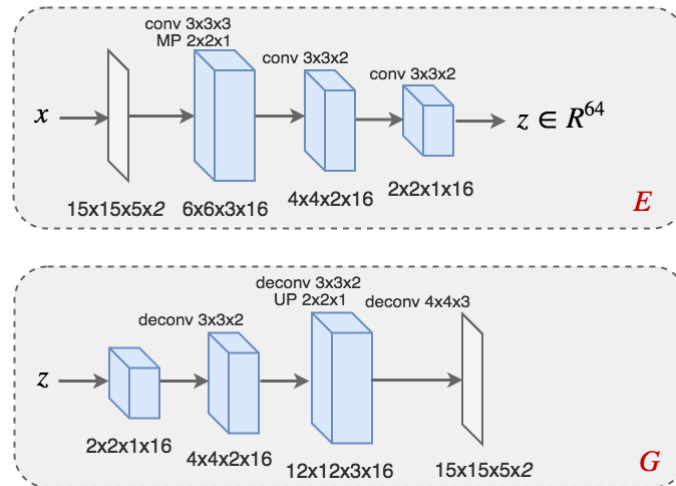 conv 3x3x3
MP 2x2x1
conv 3x3x2
conv 3x3x2
x
z ∈ R^64
15x15x5x2
6x6x3x16
4x4x2x16
2x2x1x16
E
deconv 3x3x2
UP 2x2x1
deconv 4x4x3
deconv 3x3x2
z
2x2x1x16
4x4x2x16
12x12x3x16
15x15x5x2
G